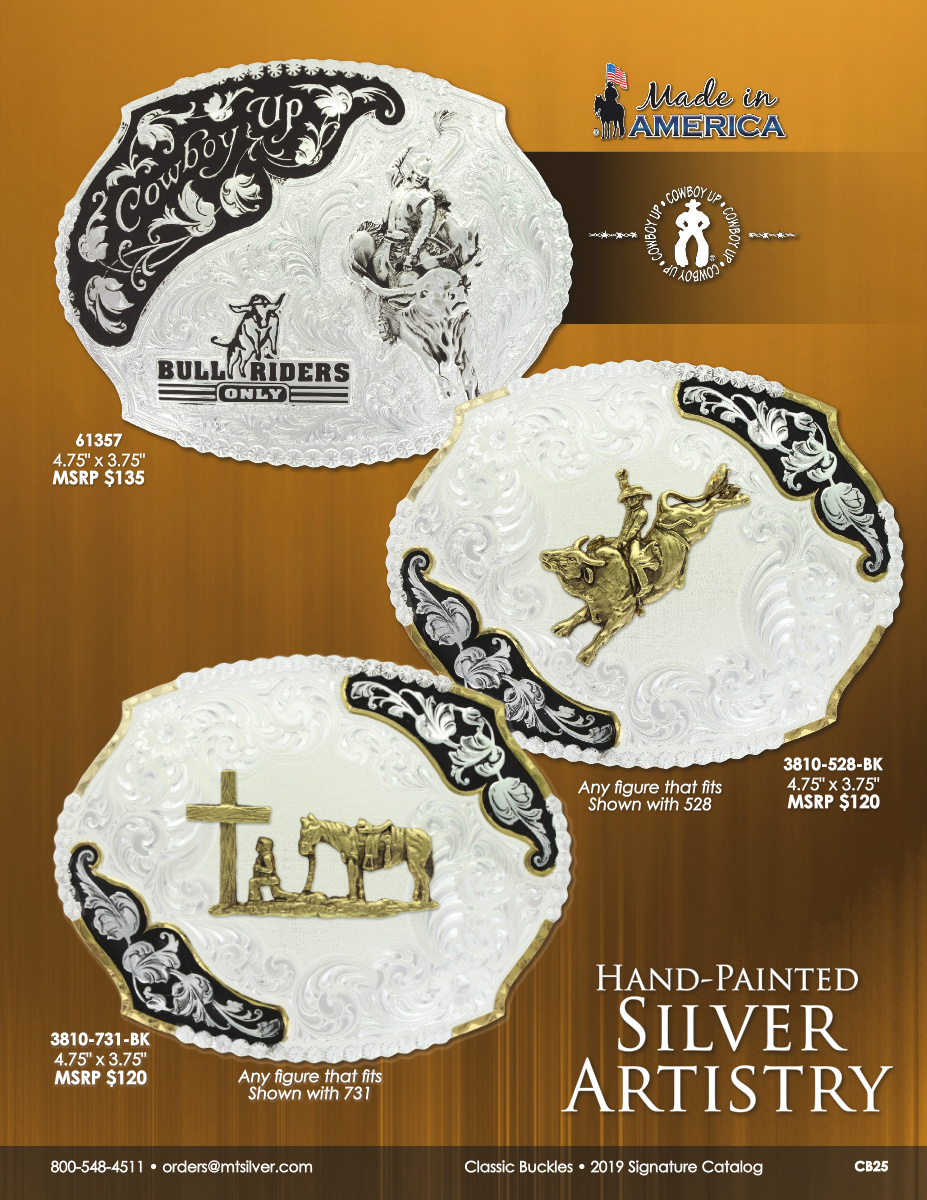 Cowboy Up
BULL RIDERS
ONLY
Made in
AMERICA
COWBOY UP • COWBOY UP • COWBOY UP • COWBOY UP • COWBOY UP •
®
61357
4.75" x 3.75"
MSRP $135
Any figure that fits
Shown with 528
3810-528-BK
4.75" x 3.75"
MSRP $120
3810-731-BK
4.75" x 3.75"
MSRP $120
Any figure that fits
Shown with 731
HAND-PAINTED
SILVER
ARTISTRY
800-548-4511 • orders@mtsilver.com
Classic Buckles • 2019 Signature Catalog
CB25